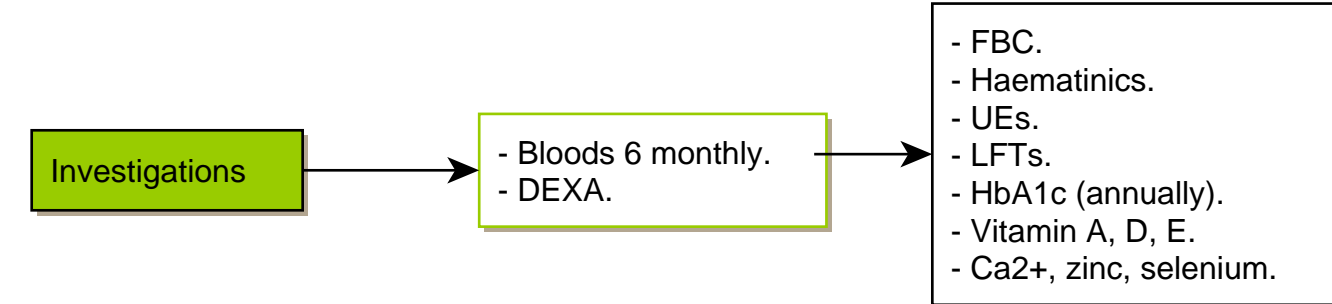 Investigations
- Bloods 6 monthly.
- DEXA.
- FBC.
- Haematinics.
- UEs.
- LFTs.
- HbA1c (annually).
- Vitamin A, D, E.
- Ca2+, zinc, selenium.